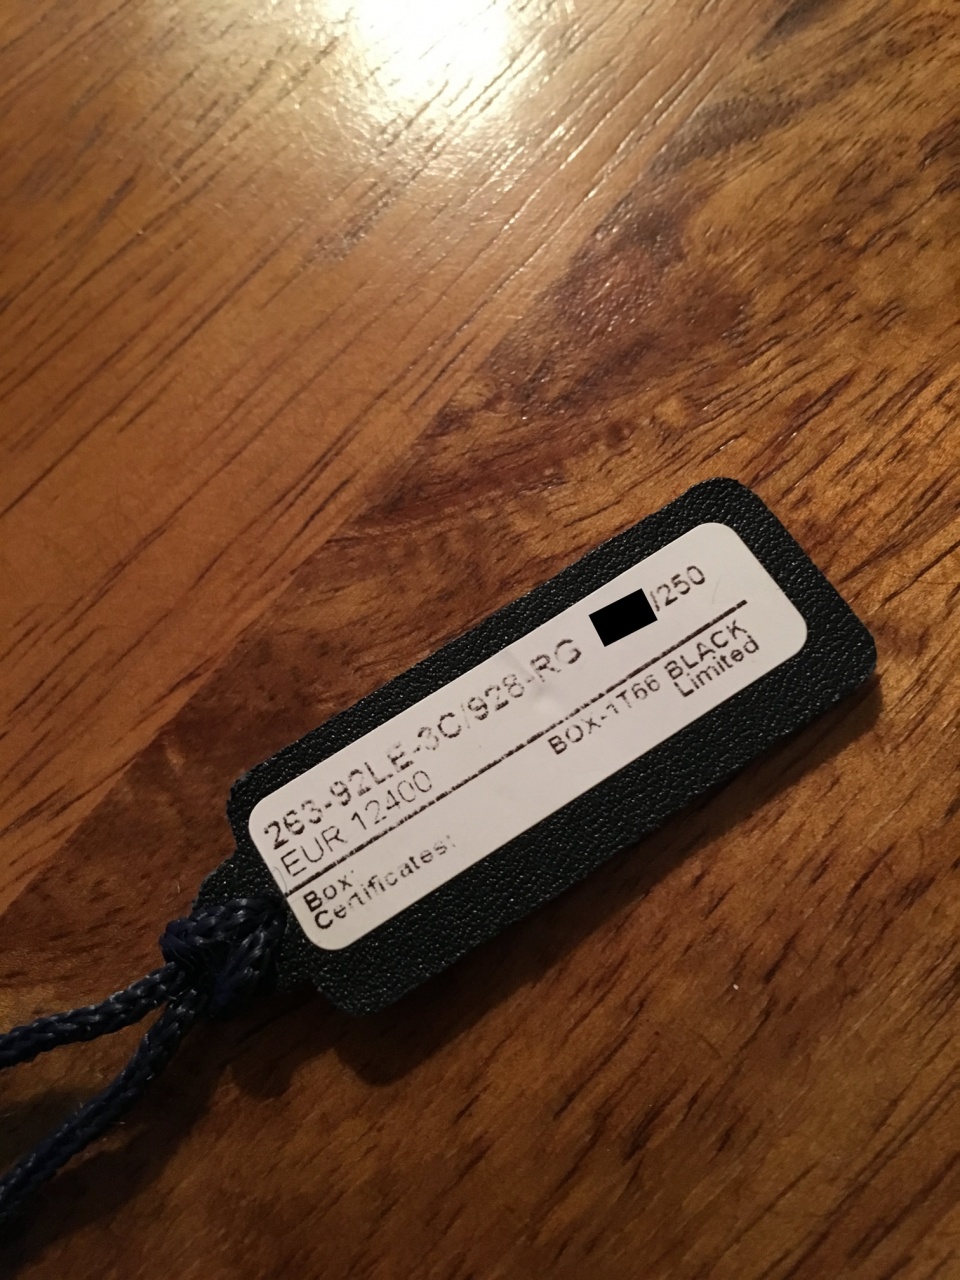 263-92LE-3C/928-RG /250
EUR 12400
Box: BOX-1T66 BLACK
Certificates: Limited